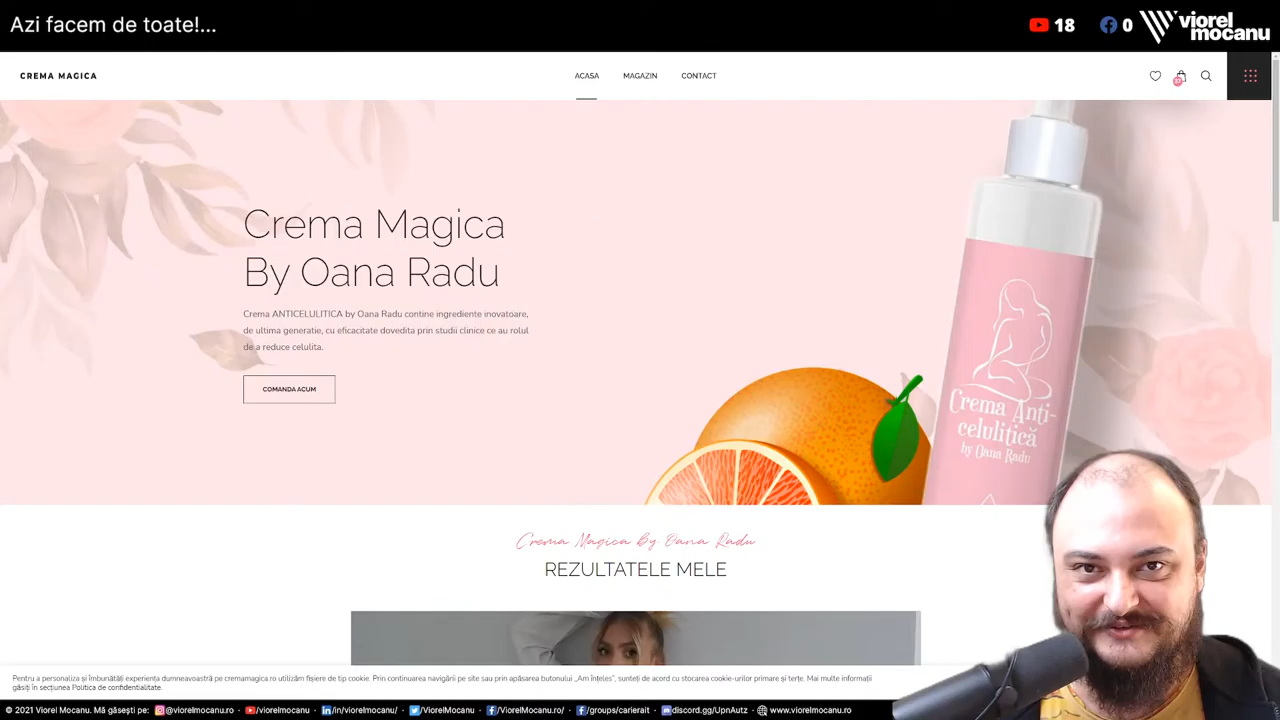 Azi facem de toate!...
18
0
viorel
mocanu
CREMA MAGICA
ACASA
MAGAZIN
CONTACT
Crema Magica
By Oana Radu
Crema ANTICELULITICA by Oana Radu contine ingrediente inovatoare,
de ultima generatie, cu eficacitate dovedita prin studii clinice ce au rolul
de a reduce celulita.
COMANDA ACUM
Crema Anti-
celulitică
by Oana Radu
Crema Magica by Oana Radu
REZULTATELE MELE
Pentru a personaliza și îmbunătăți experiența dumneavoastră pe cremamagica.ro utilizăm fișiere de tip cookie. Prin continuarea navigării pe site sau prin apăsarea butonului „Am înțeles”, sunteți de acord cu stocarea cookie-urilor primare și terțe. Mai multe informații
găsiți în secțiunea Politica de confidentialitate.
© 2021 Viorel Mocanu. Mă găsești pe:
@viorelmocanu.ro
/viorelmocanu
/in/viorelmocanu/
/ViorelMocanu
/ViorelMocanu.ro/
/groups/carierait
discord.gg/UpnAutz
www.viorelmocanu.ro